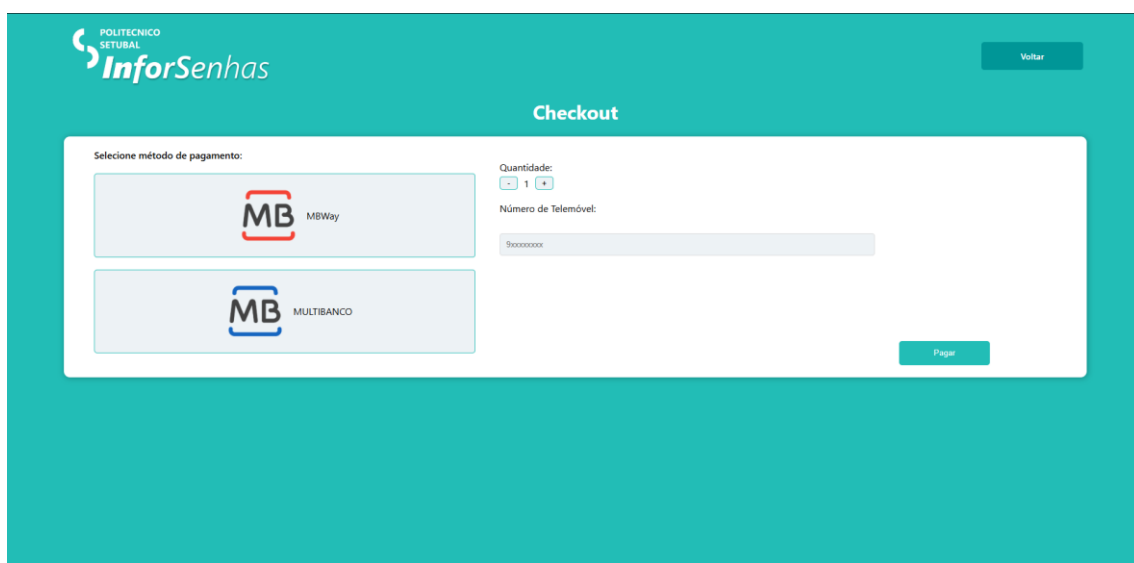 POLITECNICO
SETUBAL
InforSenhas
Voltar
Checkout
Selecione método de pagamento:
MB MBWay
MB MULTIBANCO
Quantidade:
- 1 +
Número de Telemóvel:
9xxxxxxxx
Pagar